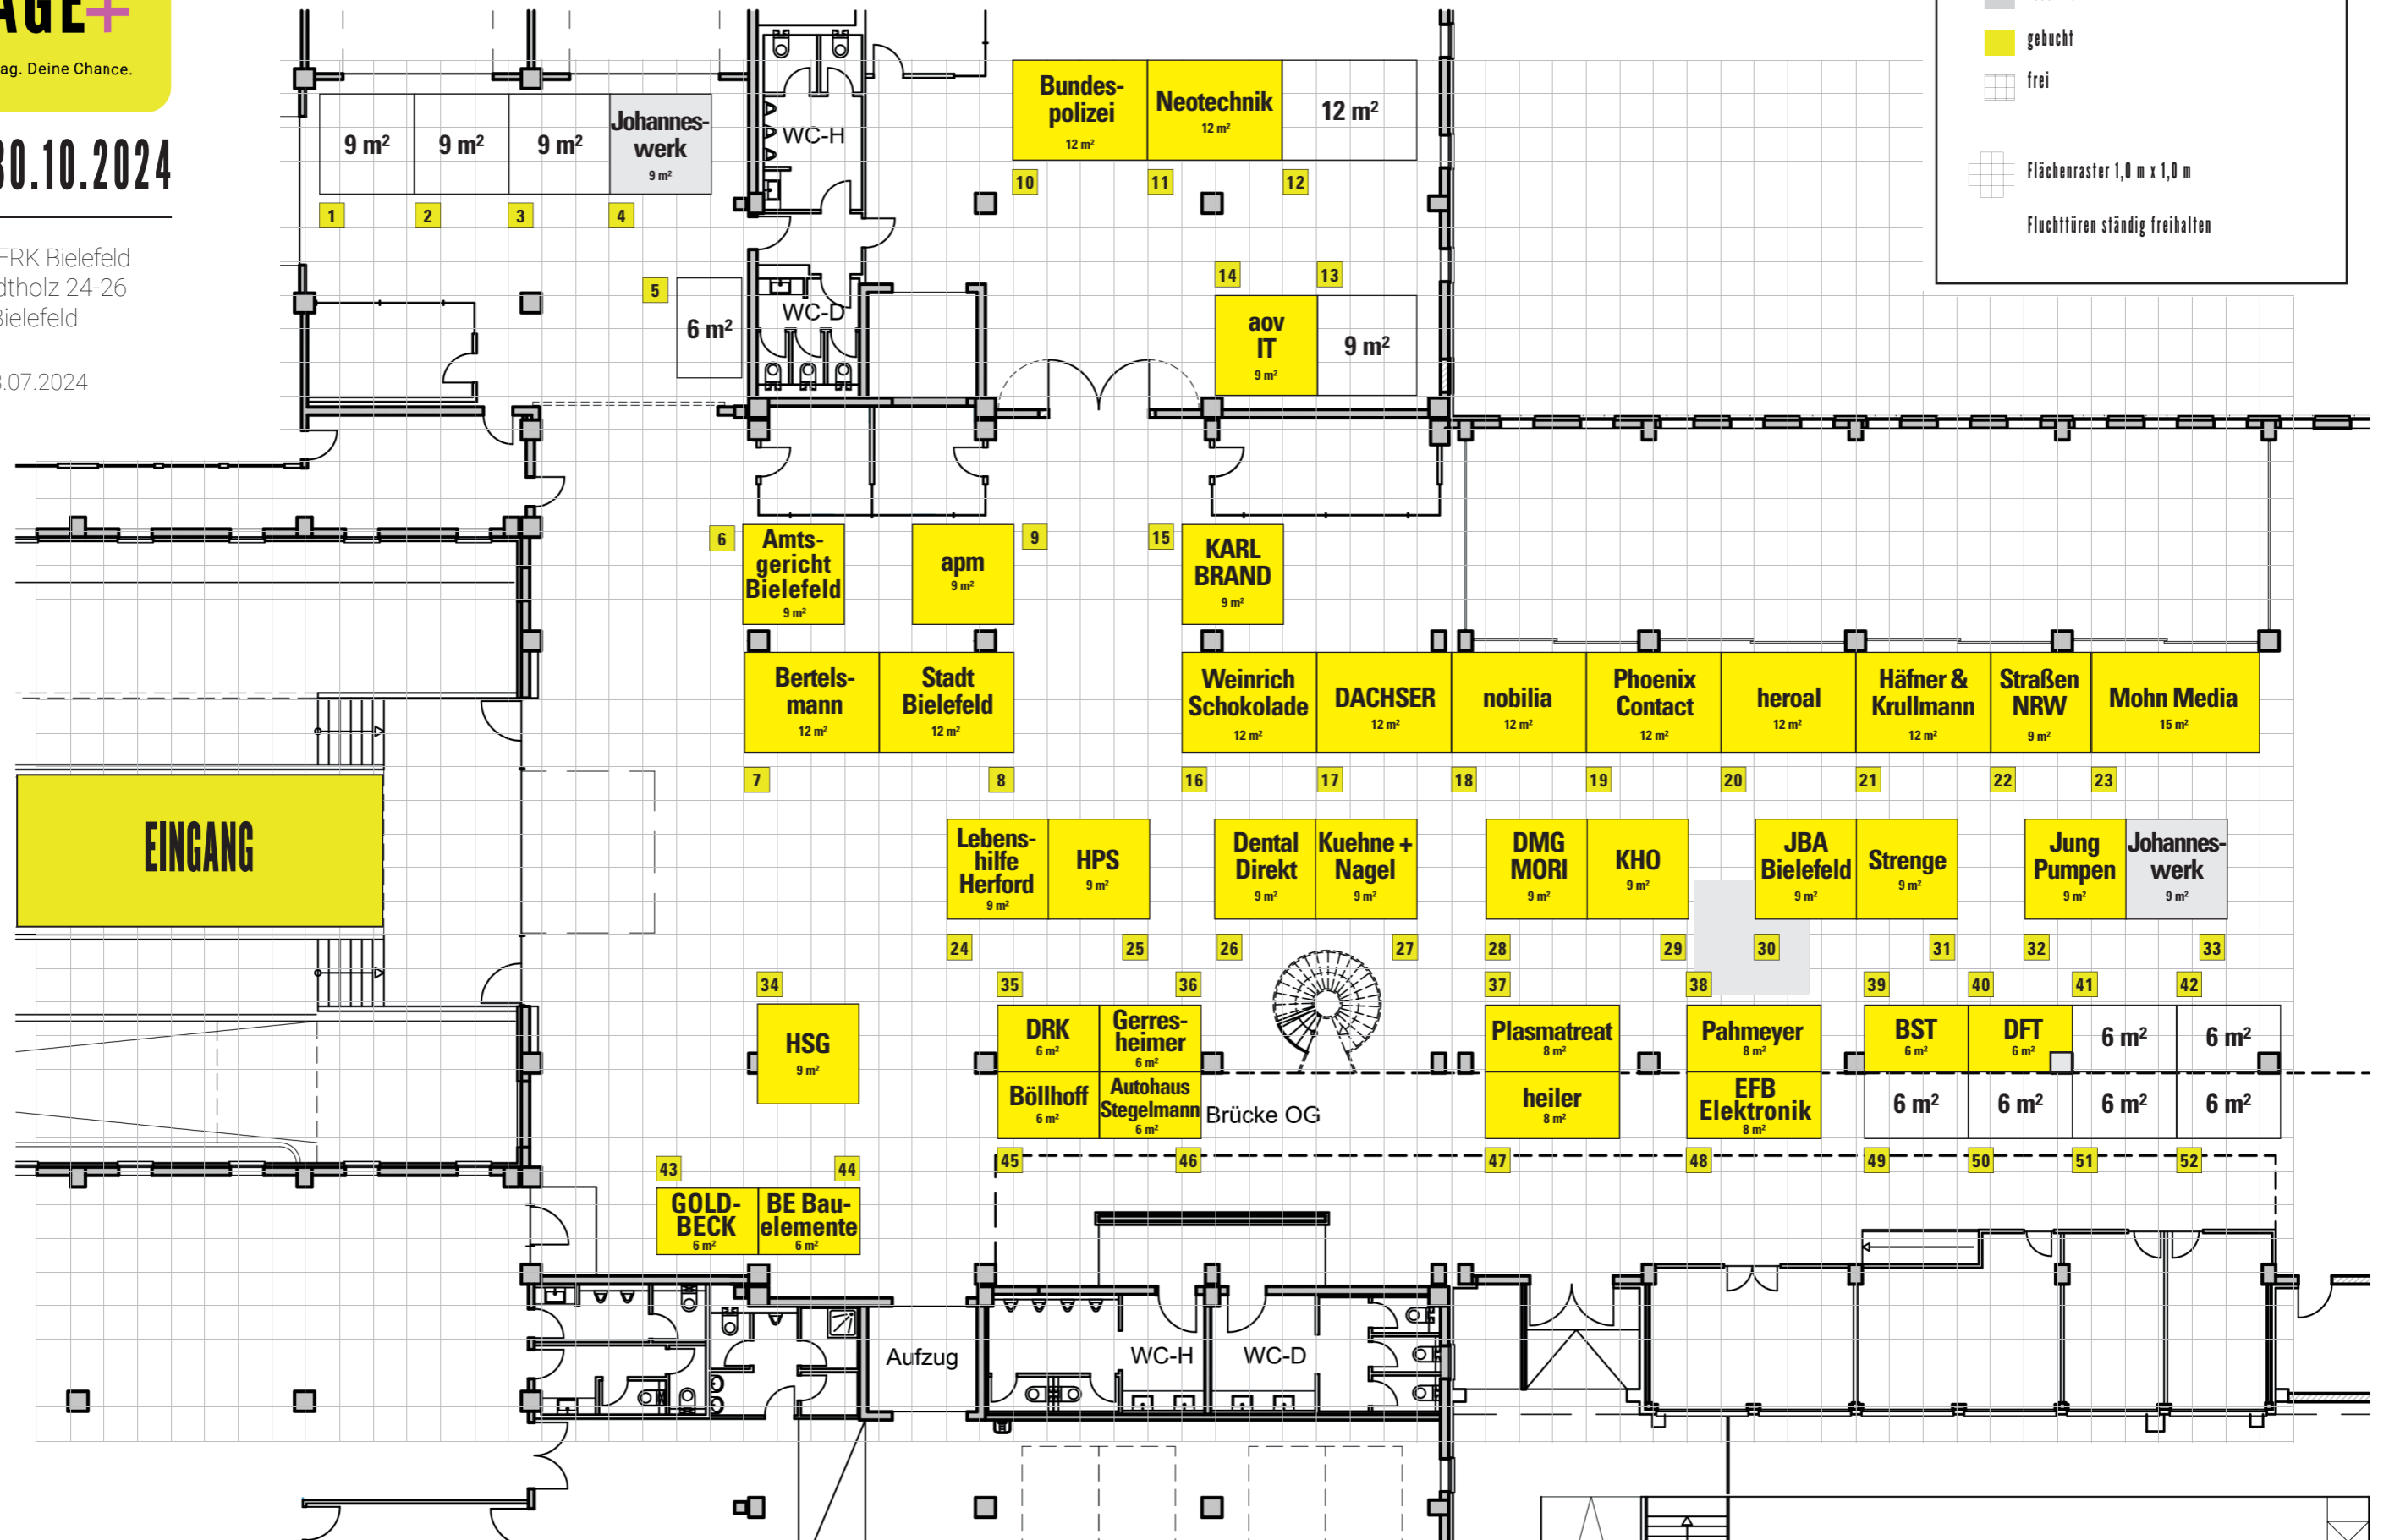 AGE+
ag. Deine Chance.
30.10.2024
ERK Bielefeld
dtholz 24-26
Bielefeld
.07.2024
gebucht
frei
Flächenraster 1,0 m x 1,0 m
Fluchttüren ständig freihalten
9 m²
9 m²
9 m²
Johannes-
werk
9 m²
1
2
3
4
WC-H
Bundes-
polizei
12 m²
Neotechnik
12 m²
12 m²
10
11
12
5
6 m²
WC-D
14
13
aov
IT
9 m²
9 m²
6
Amts-
gericht
Bielefeld
9 m²
apm
9 m²
9
15
KARL
BRAND
9 m²
Bertels-
mann
12 m²
Stadt
Bielefeld
12 m²
Weinrich
Schokolade
12 m²
DACHSER
12 m²
nobilia
12 m²
Phoenix
Contact
12 m²
heroal
12 m²
Häfner &
Krullmann
12 m²
Straßen
NRW
9 m²
Mohn Media
15 m²
7
8
16
17
18
19
20
21
22
23
EINGANG
Lebens-
hilfe
Herford
9 m²
HPS
9 m²
Dental
Direkt
9 m²
Kuehne +
Nagel
9 m²
DMG
MORI
9 m²
KHO
9 m²
JBA
Bielefeld
9 m²
Strenge
9 m²
Jung
Pumpen
9 m²
Johannes-
werk
9 m²
24
25
26
27
28
29
30
31
32
33
34
35
36
37
38
39
40
41
42
HSG
9 m²
DRK
6 m²
Gerres-
heimer
6 m²
Plasmatreat
8 m²
Pahmeyer
8 m²
BST
6 m²
DFT
6 m²
6 m²
6 m²
Böllhoff
6 m²
Autohaus
Stegelmann
6 m²
Brücke OG
heiler
8 m²
EFB
Elektronik
8 m²
6 m²
6 m²
6 m²
6 m²
43
44
45
46
47
48
49
50
51
52
GOLD-
BECK
6 m²
BE Bau-
elemente
6 m²
Aufzug
WC-H
WC-D